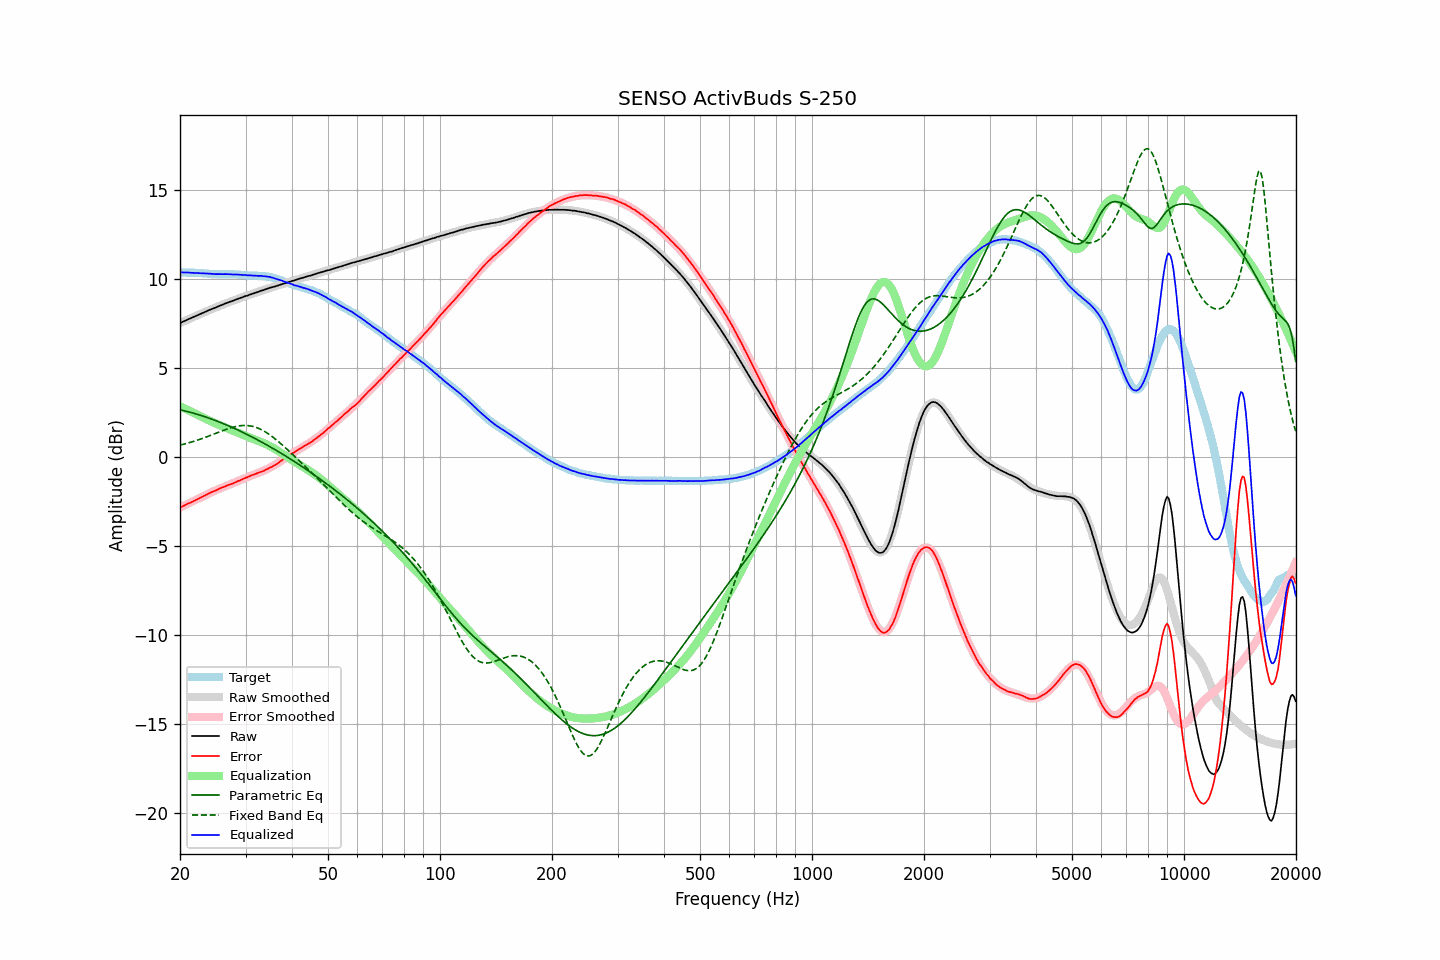 SENSO ActivBuds S-250
Amplitude (dBr)
15
10
5
0
−5
−10
−15
−20
Target
Raw Smoothed
Error Smoothed
Raw
Error
Equalization
Parametric Eq
Fixed Band Eq
Equalized
20 50 100 200 500 1000 2000 5000 10000 20000
Frequency (Hz)